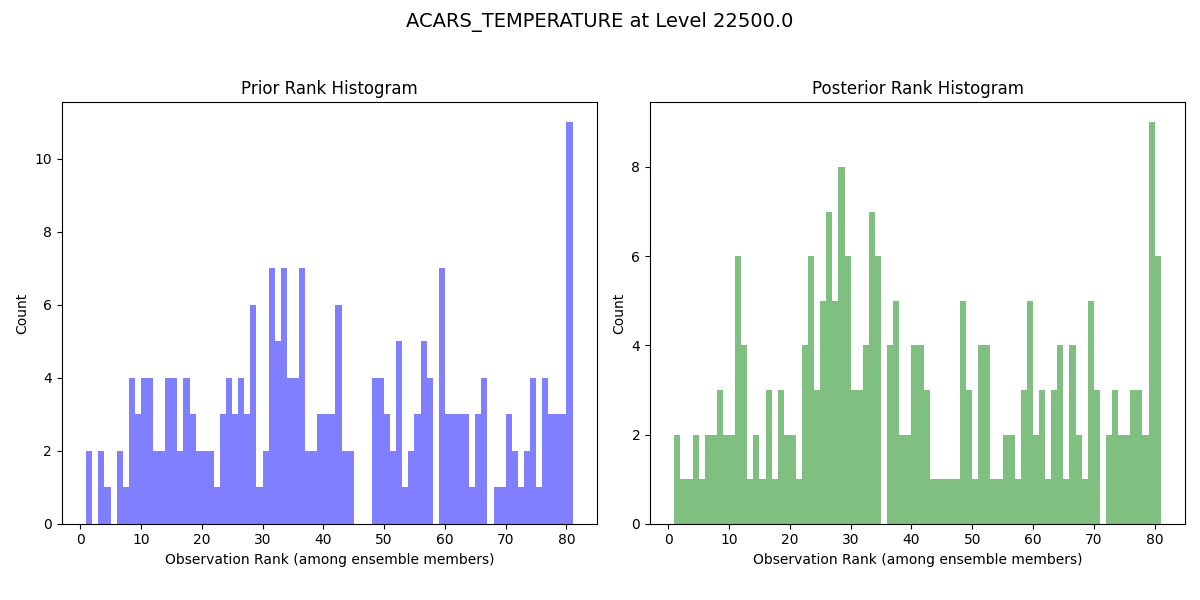 ACARS_TEMPERATURE at Level 22500.0
Prior Rank Histogram
Count
0
2
4
6
8
10
0 10 20 30 40 50 60 70 80
Observation Rank (among ensemble members)
Posterior Rank Histogram
Count
0
2
4
6
8
0 10 20 30 40 50 60 70 80
Observation Rank (among ensemble members)